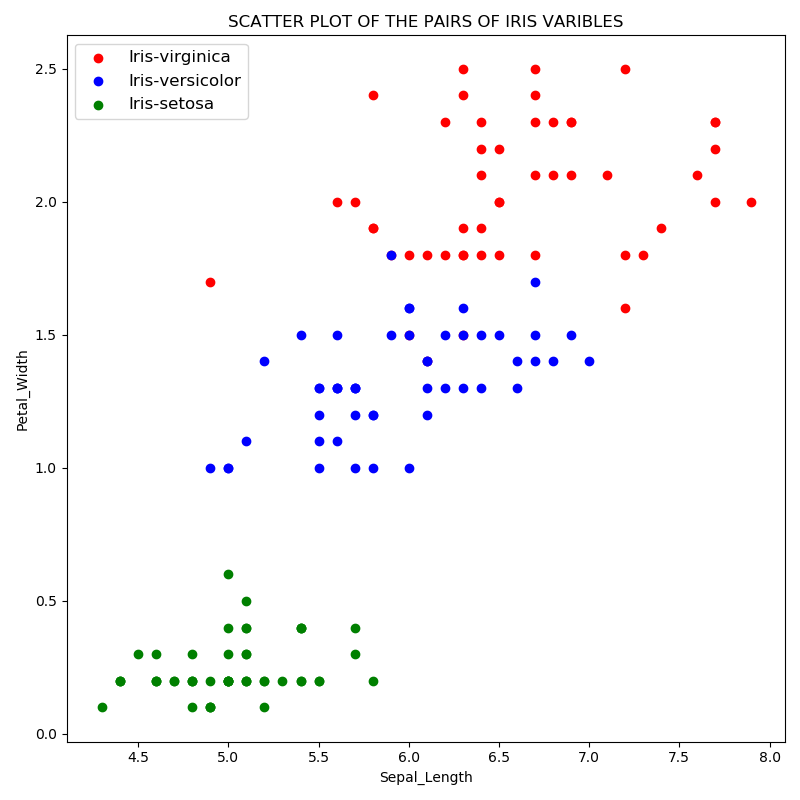 SCATTER PLOT OF THE PAIRS OF IRIS VARIBLES
Iris-virginica
Iris-versicolor
Iris-setosa
2.5
2.0
1.5
1.0
0.5
0.0
Petal_Width
4.5 5.0 5.5 6.0 6.5 7.0 7.5 8.0
Sepal_Length